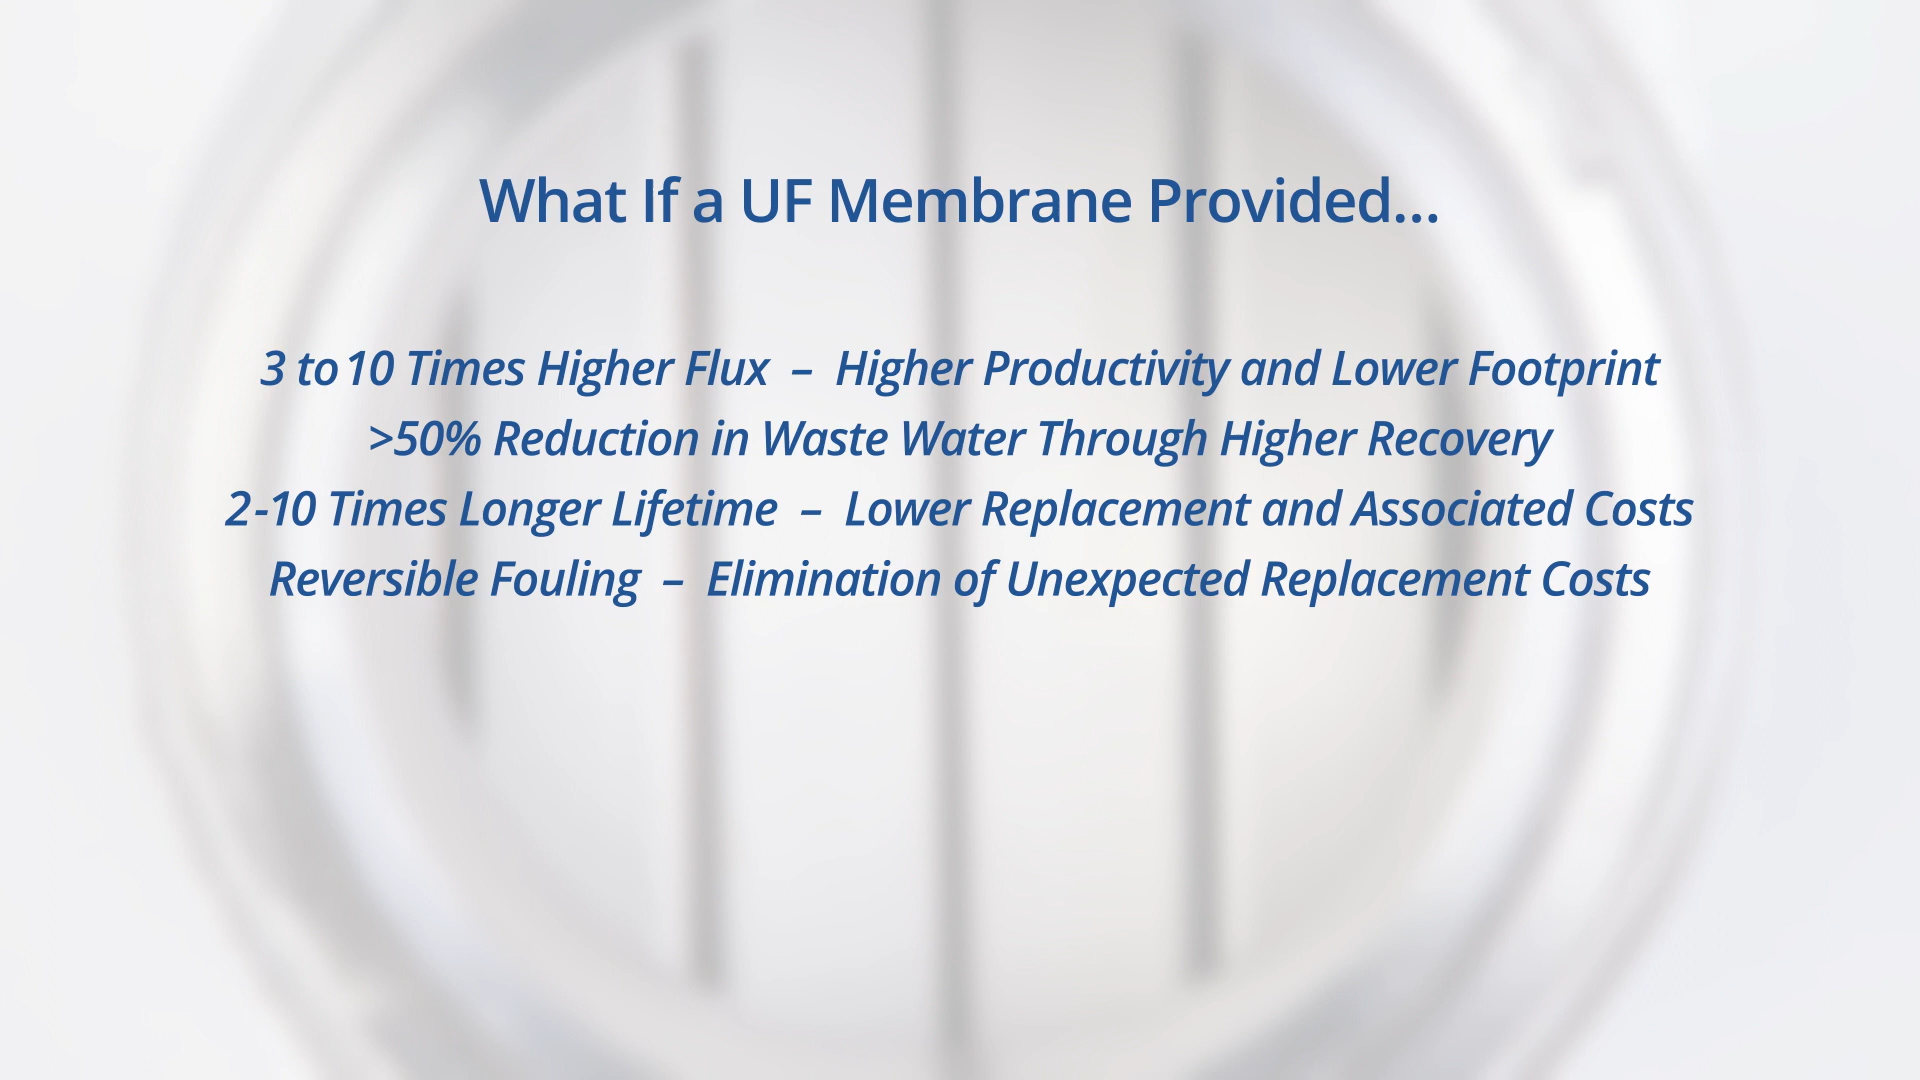 What If a UF Membrane Provided...
3 to 10 Times Higher Flux – Higher Productivity and Lower Footprint
>50% Reduction in Waste Water Through Higher Recovery
2-10 Times Longer Lifetime – Lower Replacement and Associated Costs
Reversible Fouling – Elimination of Unexpected Replacement Costs